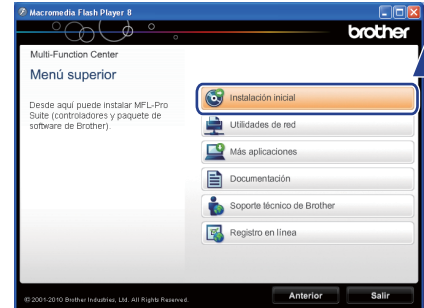 Macromedia Flash Player 8
brother
Multi-Function Center
Menú superior
Desde aquí puede instalar MFL-Pro
Suite (controladores y paquete de
software de Brother).
Instalación inicial
Utilidades de red
Más aplicaciones
Documentación
Soporte técnico de Brother
Registro en línea
© 2001-2010 Brother Industries, Ltd. All Rights Reserved.
Anterior
Salir